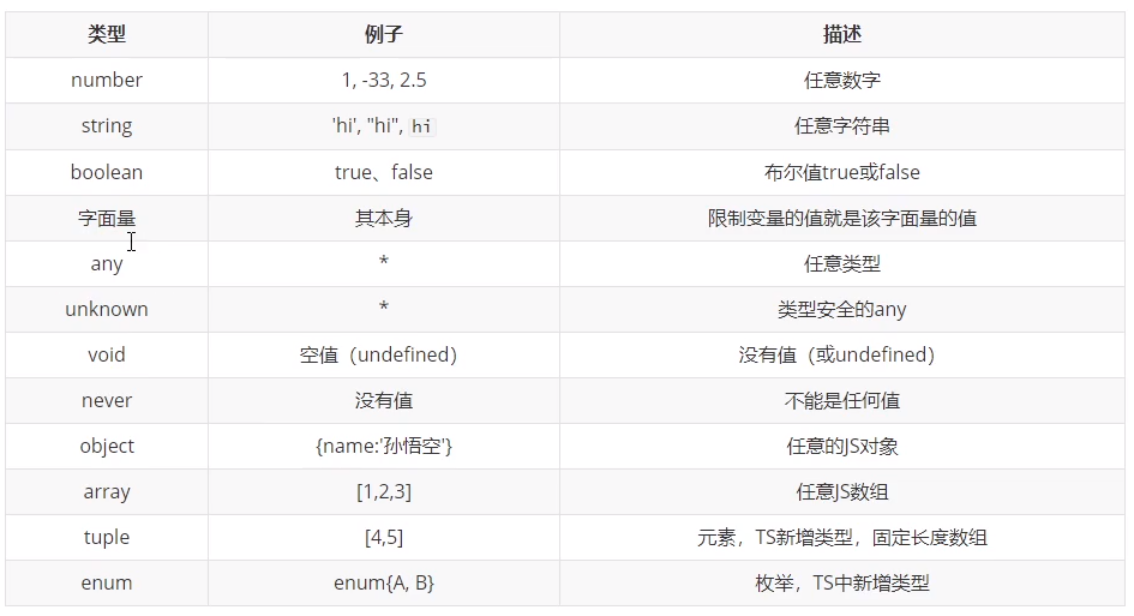 类型 例子 描述
number 1, -33, 2.5 任意数字
string 'hi', "hi", hi 任意字符串
boolean true、false 布尔值true或false
字面量 其本身 限制变量的值就是该字面量的值
any * 任意类型
unknown * 类型安全的any
void 空值（undefined） 没有值（或undefined）
never 没有值 不能是任何值
object {name:'孙悟空'} 任意的JS对象
array [1,2,3] 任意JS数组
tuple [4,5] 元素，TS新增类型，固定长度数组
enum enum{A, B} 枚举，TS中新增类型